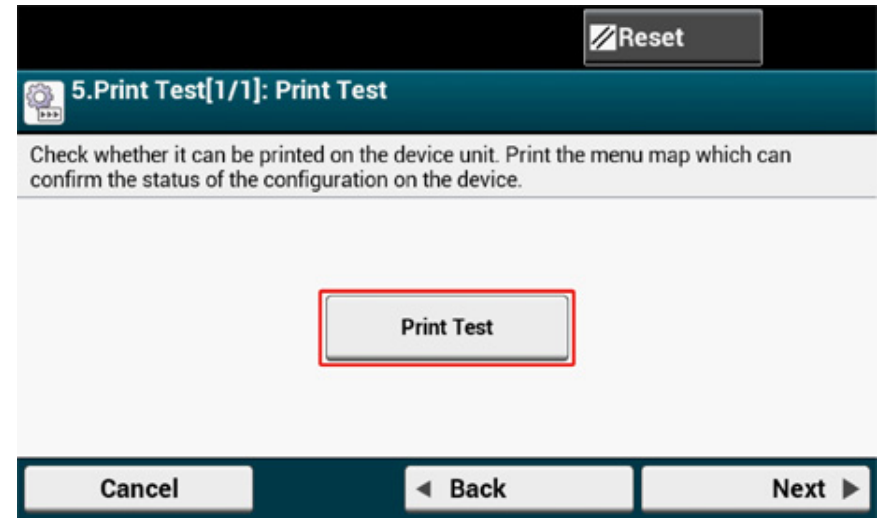 Reset
5.Print Test[1/1]: Print Test
Check whether it can be printed on the device unit. Print the menu map which can
confirm the status of the configuration on the device.
Print Test
Cancel
Back
Next